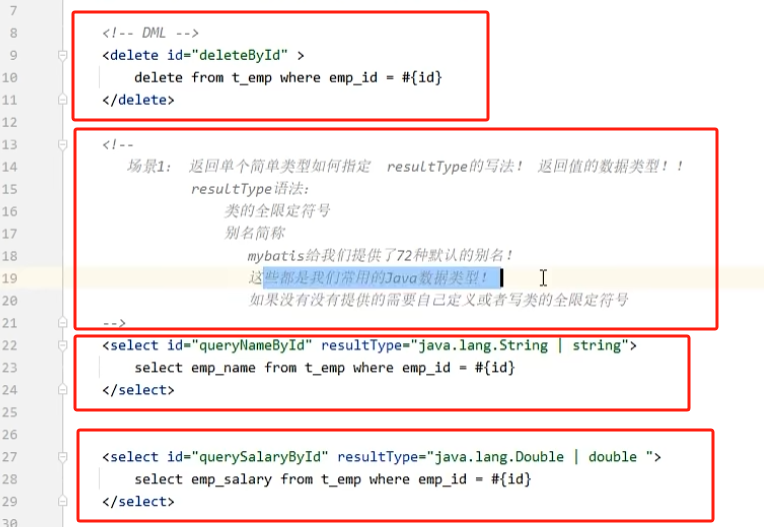 7
8 <!-- DML -->
9 <delete id="deleteById" >
10 delete from t_emp where emp_id = #{id}
11 </delete>
12
13 <!--
14 场景1： 返回单个简单类型如何指定 resultType的写法！ 返回值的数据类型！！
15 resultType语法：
16 类的全限定符号
17 别名简称
18 mybatis给我们提供了72种默认的别名！
19 这些都是我们常用的Java数据类型！
20 如果没有没有提供的需要自己定义或者写类的全限定符号
21 -->
22 <select id="queryNameById" resultType="java.lang.String | string">
23 select emp_name from t_emp where emp_id = #{id}
24 </select>
25
26
27 <select id="querySalaryById" resultType="java.lang.Double | double ">
28 select emp_salary from t_emp where emp_id = #{id}
29 </select>
30